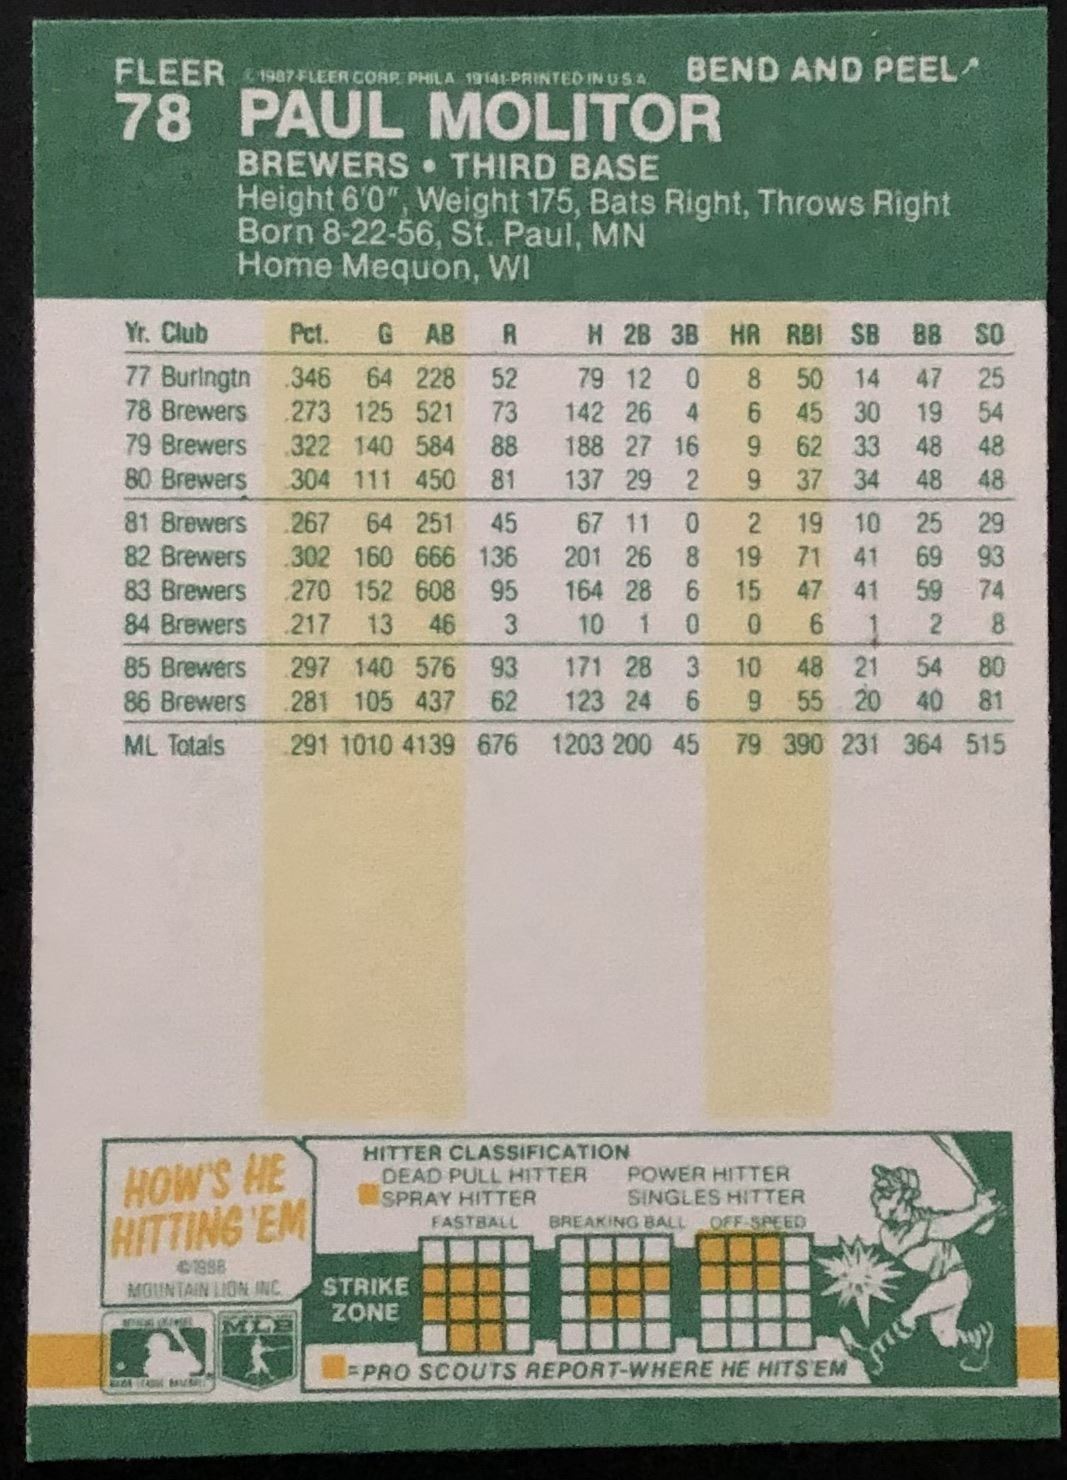 FLEER © 1987 FLEER CORP. PHILA. 19141-PRINTED IN U S A BEND AND PEEL
78 PAUL MOLITOR
BREWERS • THIRD BASE
Height 6'0", Weight 175, Bats Right, Throws Right
Born 8-22-56, St. Paul, MN
Home Mequon, WI
Yr. Club Pct. G AB R H 2B 3B HR RBI SB BB SO
77 Burlngtn .346 64 228 52 79 12 0 8 50 14 47 25
78 Brewers .273 125 521 73 142 26 4 6 45 30 19 54
79 Brewers .322 140 584 88 188 27 16 9 62 33 48 48
80 Brewers .304 111 450 81 137 29 2 9 37 34 48 48
81 Brewers .267 64 251 45 67 11 0 2 19 10 25 29
82 Brewers .302 160 666 136 201 26 8 19 71 41 69 93
83 Brewers .270 152 608 95 164 28 6 15 47 41 59 74
84 Brewers .217 13 46 3 10 1 0 0 6 1 2 8
85 Brewers .297 140 576 93 171 28 3 10 48 21 54 80
86 Brewers .281 105 437 62 123 24 6 9 55 20 40 81
ML Totals .291 1010 4139 676 1203 200 45 79 390 231 364 515
HOW'S HE
HITTING 'EM
©1986
MOUNTAIN LION INC.
HITTER CLASSIFICATION
DEAD PULL HITTER POWER HITTER
SPRAY HITTER SINGLES HITTER
FASTBALL BREAKING BALL OFF-SPEED
STRIKE
ZONE
=PRO SCOUTS REPORT-WHERE HE HITS'EM
MLB